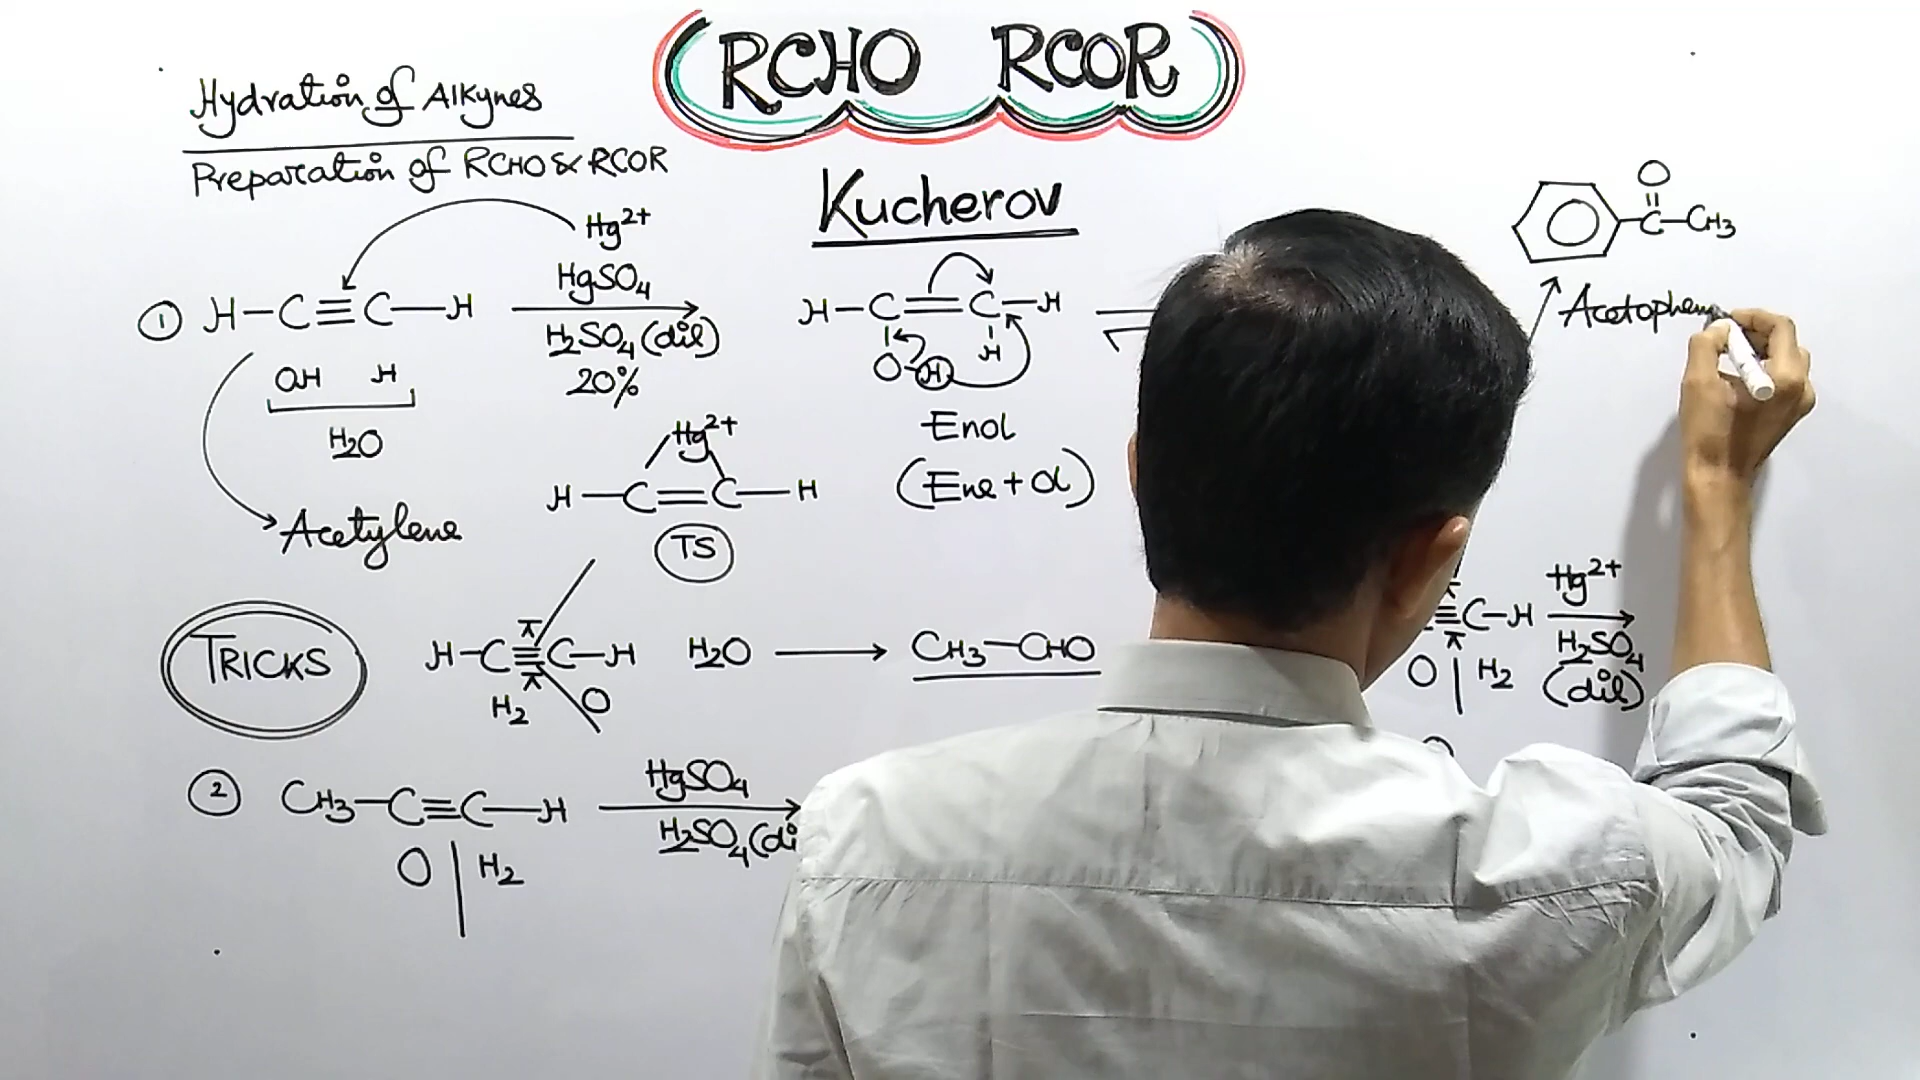 RCHO RCOR
Hydration of Alkynes
Preparation of RCHO & RCOR
Kucherov
Hg2+
① H-C≡C-H
HgSO4
H2SO4 (dil)
20%
OH H
H2O
Acetylene
H-C=C-H
O-H
H
Enol
(Ene + ol)
O
C-CH3
Acetophen
Hg2+
H-C=C-H
TS
TRICKS
π
H-C≡C-H
π
H2 O
H2O → CH3-CHO
≡C-H
π
O | H2
Hg2+
H2SO4
(dil)
② CH3-C≡C-H
O | H2
HgSO4
H2SO4 (di